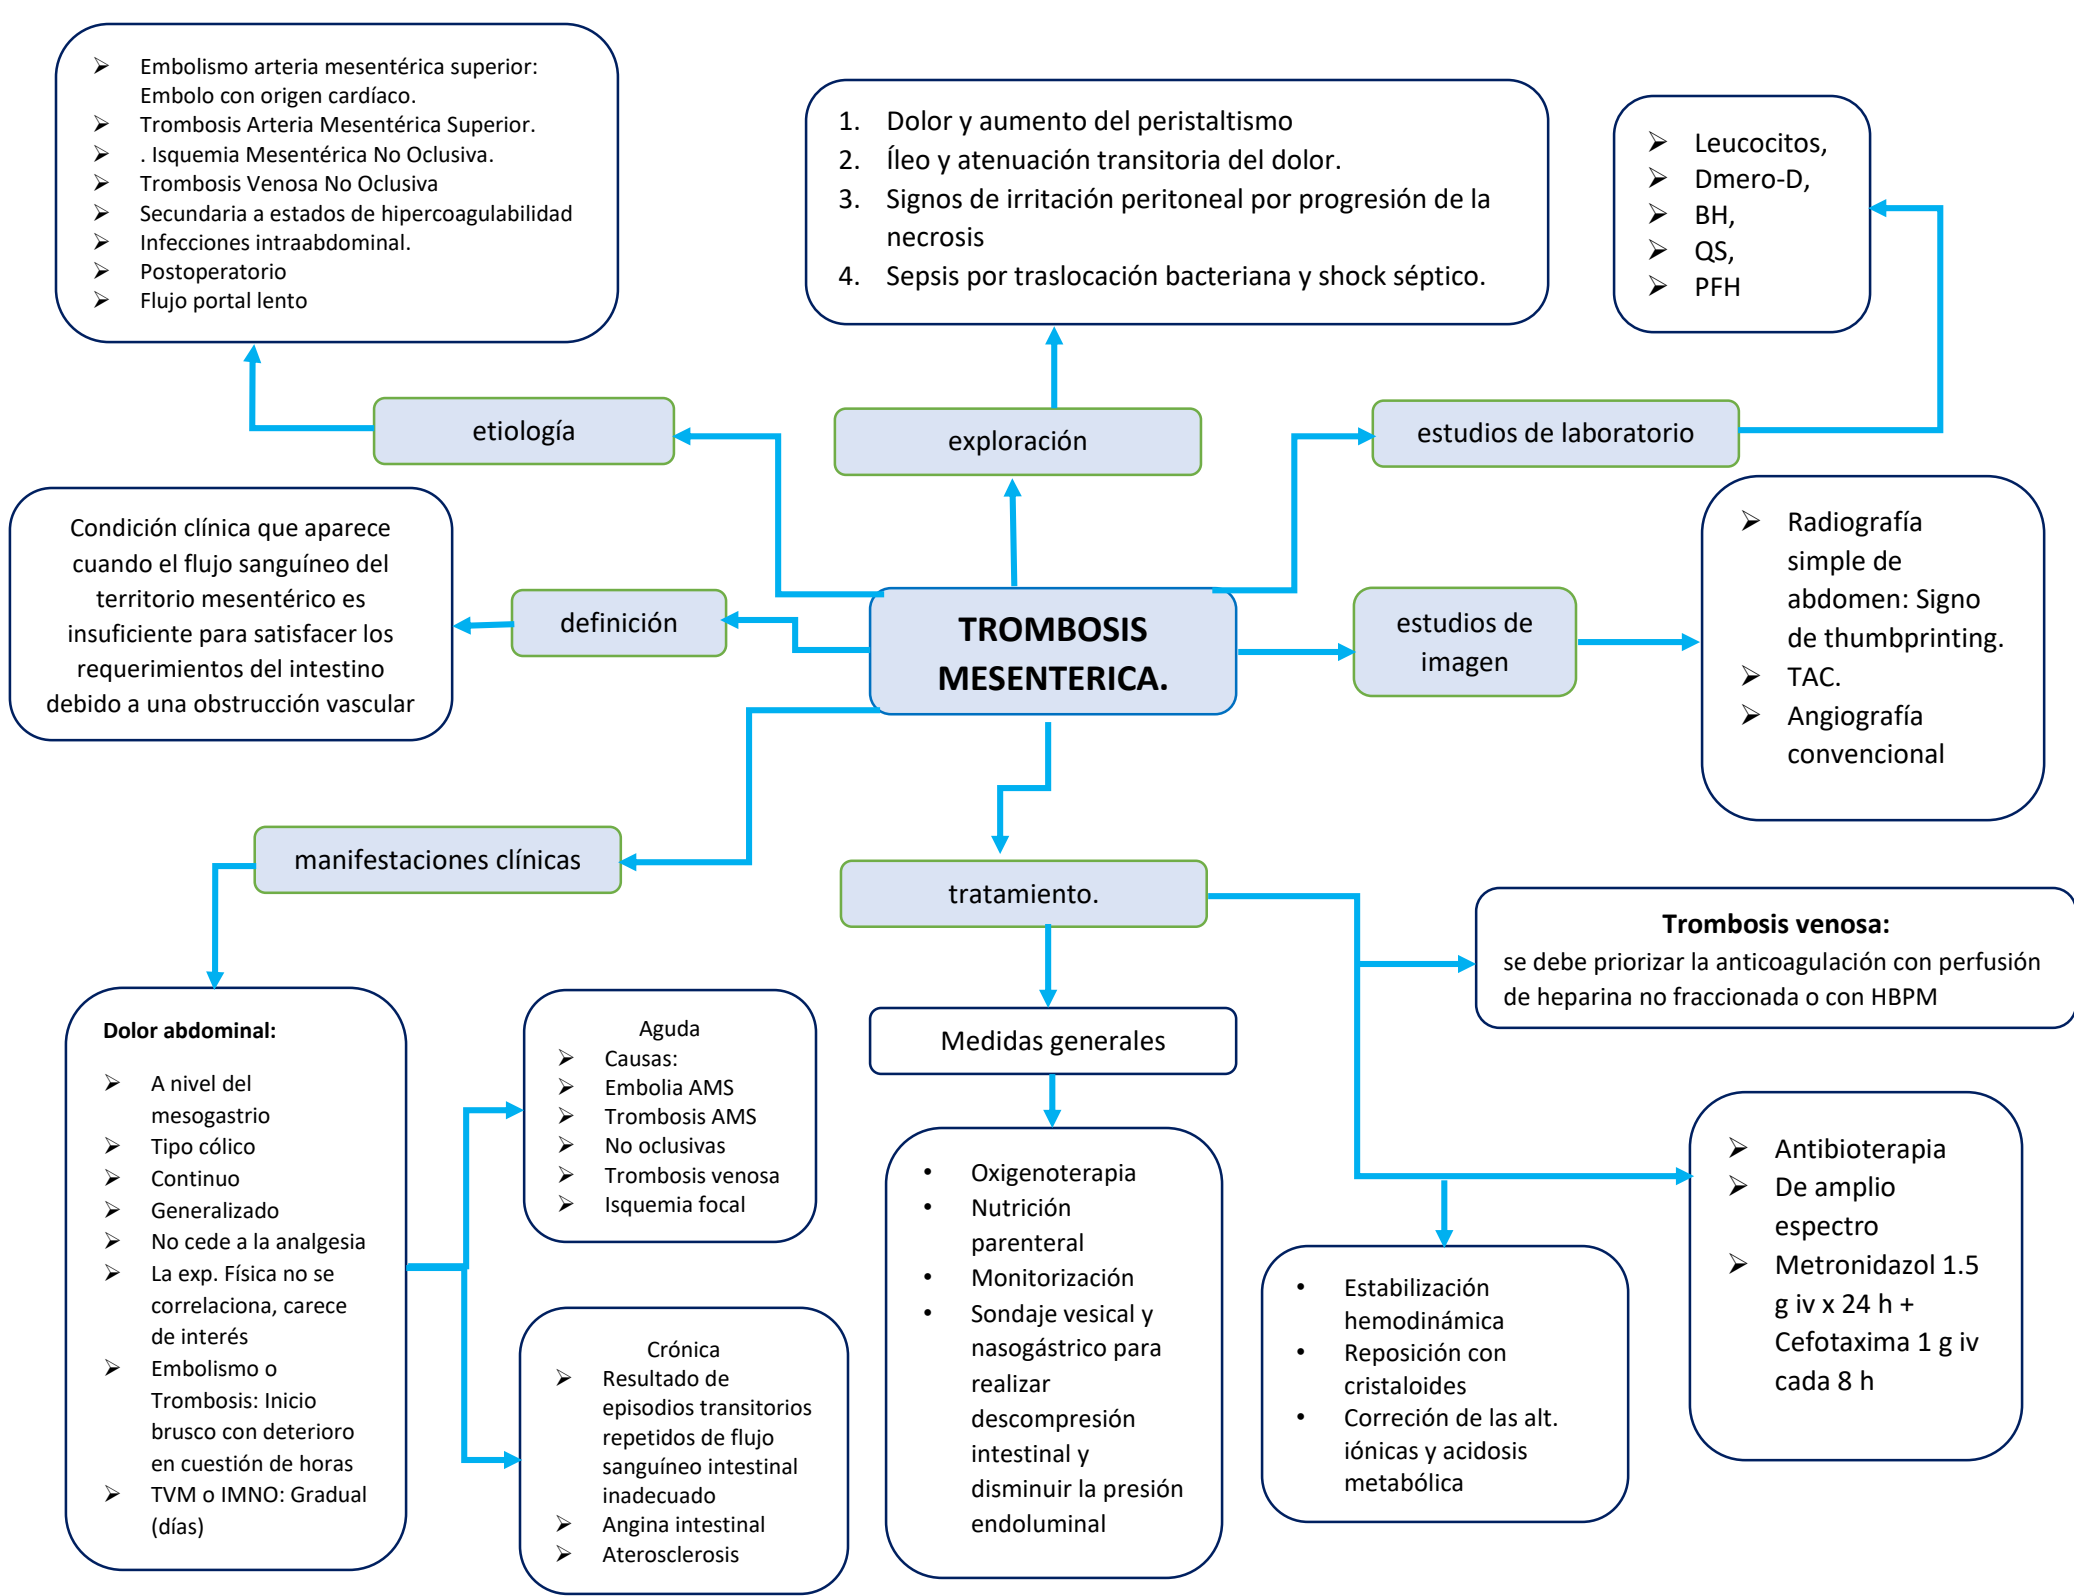 Embolismo arteria mesentérica superior:
Embolo con origen cardíaco.
Trombosis Arteria Mesentérica Superior.
. Isquemia Mesentérica No Oclusiva.
Trombosis Venosa No Oclusiva
Secundaria a estados de hipercoagulabilidad
Infecciones intraabdominal.
Postoperatorio
Flujo portal lento
1. Dolor y aumento del peristaltismo
2. Íleo y atenuación transitoria del dolor.
3. Signos de irritación peritoneal por progresión de la
necrosis
4. Sepsis por traslocación bacteriana y shock séptico.
Leucocitos,
Dmero-D,
BH,
QS,
PFH
etiología
exploración
estudios de laboratorio
Condición clínica que aparece
cuando el flujo sanguíneo del
territorio mesentérico es
insuficiente para satisfacer los
requerimientos del intestino
debido a una obstrucción vascular
definición
TROMBOSIS
MESENTERICA.
estudios de
imagen
Radiografía
simple de
abdomen: Signo
de thumbprinting.
TAC.
Angiografía
convencional
manifestaciones clínicas
tratamiento.
Trombosis venosa:
se debe priorizar la anticoagulación con perfusión
de heparina no fraccionada o con HBPM
Dolor abdominal:
A nivel del
mesogastrio
Tipo cólico
Continuo
Generalizado
No cede a la analgesia
La exp. Física no se
correlaciona, carece
de interés
Embolismo o
Trombosis: Inicio
brusco con deterioro
en cuestión de horas
TVM o IMNO: Gradual
(días)
Aguda
Causas:
Embolia AMS
Trombosis AMS
No oclusivas
Trombosis venosa
Isquemia focal
Crónica
Resultado de
episodios transitorios
repetidos de flujo
sanguíneo intestinal
inadecuado
Angina intestinal
Aterosclerosis
Medidas generales
• Oxigenoterapia
• Nutrición
parenteral
• Monitorización
• Sondaje vesical y
nasogástrico para
realizar
descompresión
intestinal y
disminuir la presión
endoluminal
• Estabilización
hemodinámica
• Reposición con
cristaloides
• Correción de las alt.
iónicas y acidosis
metabólica
Antibioterapia
De amplio
espectro
Metronidazol 1.5
g iv x 24 h +
Cefotaxima 1 g iv
cada 8 h